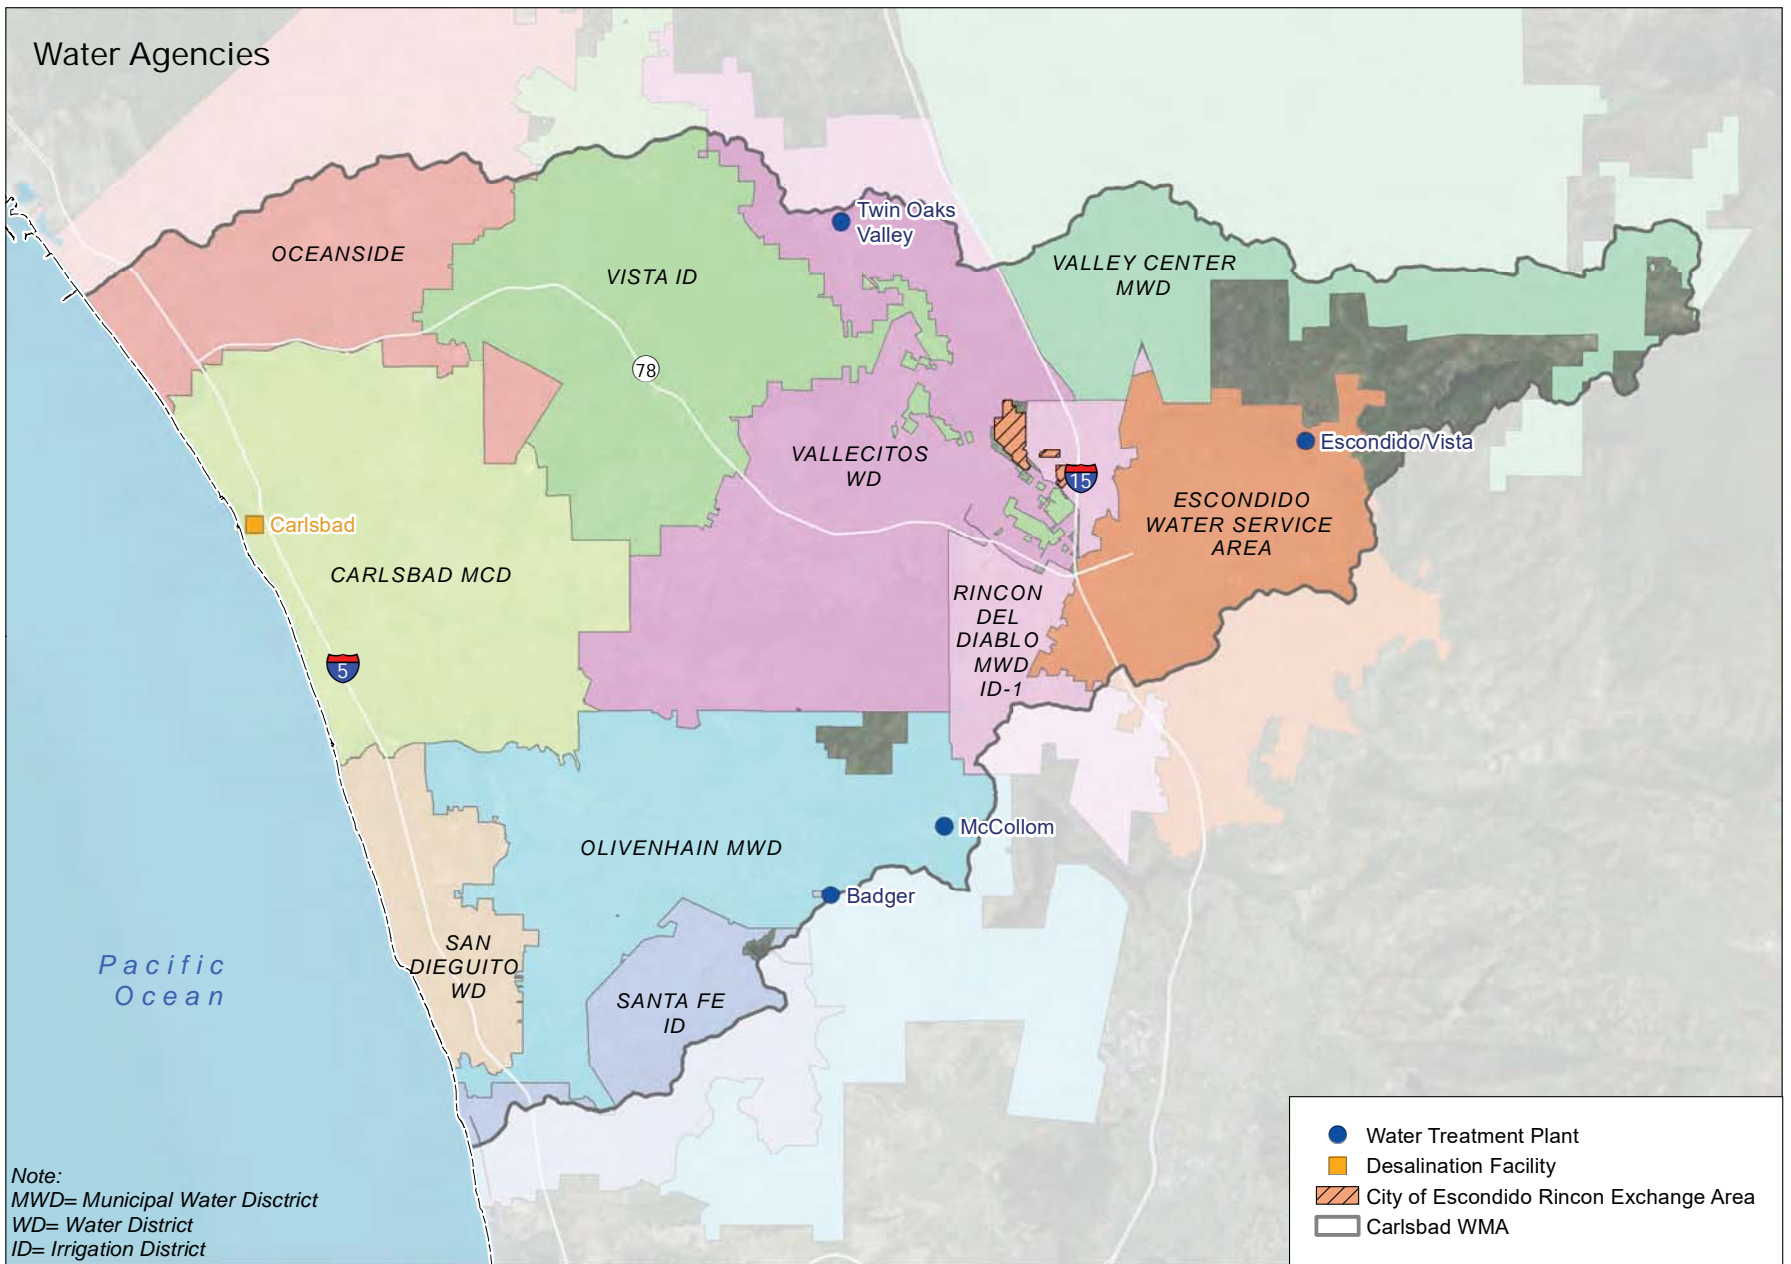 Water Agencies
Twin Oaks
Valley
OCEANSIDE
VISTA ID
VALLEY CENTER
MWD
78
VALLECITOS
WD
15
Escondido/Vista
ESCONDIDO
WATER SERVICE
AREA
Carlsbad
CARLSBAD MCD
RINCON
DEL
DIABLO
MWD
ID-1
5
McCollom
OLIVENHAIN MWD
Badger
SAN
DIEGUITO
WD
SANTA FE
ID
Pacific
Ocean
Note:
MWD= Municipal Water Disctrict
WD= Water District
ID= Irrigation District
Water Treatment Plant
Desalination Facility
City of Escondido Rincon Exchange Area
Carlsbad WMA